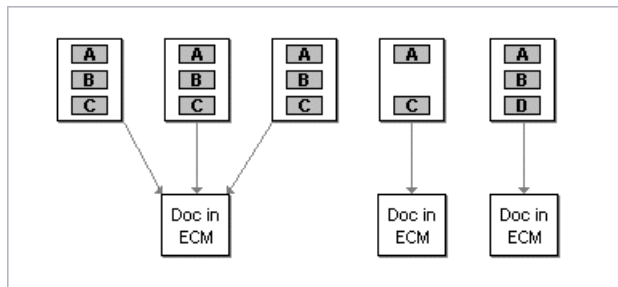 A A A A A
B B B B
C C C C D
Doc in Doc in Doc in
ECM ECM ECM